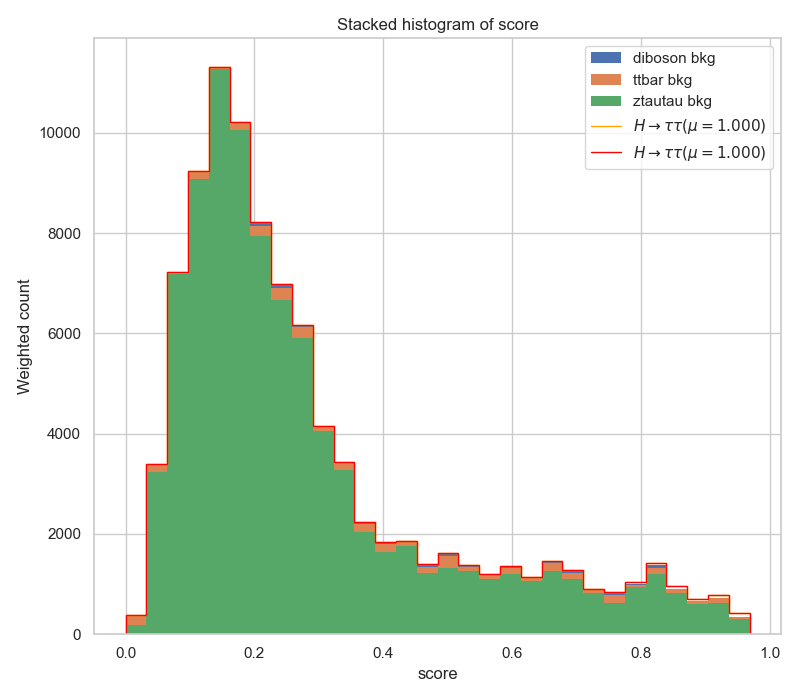 Stacked histogram of score
diboson bkg
ttbar bkg
ztautau bkg
H → ττ(μ = 1.000)
H → ττ(μ = 1.000)
Weighted count
10000
8000
6000
4000
2000
0
0.0 0.2 0.4 0.6 0.8 1.0
score